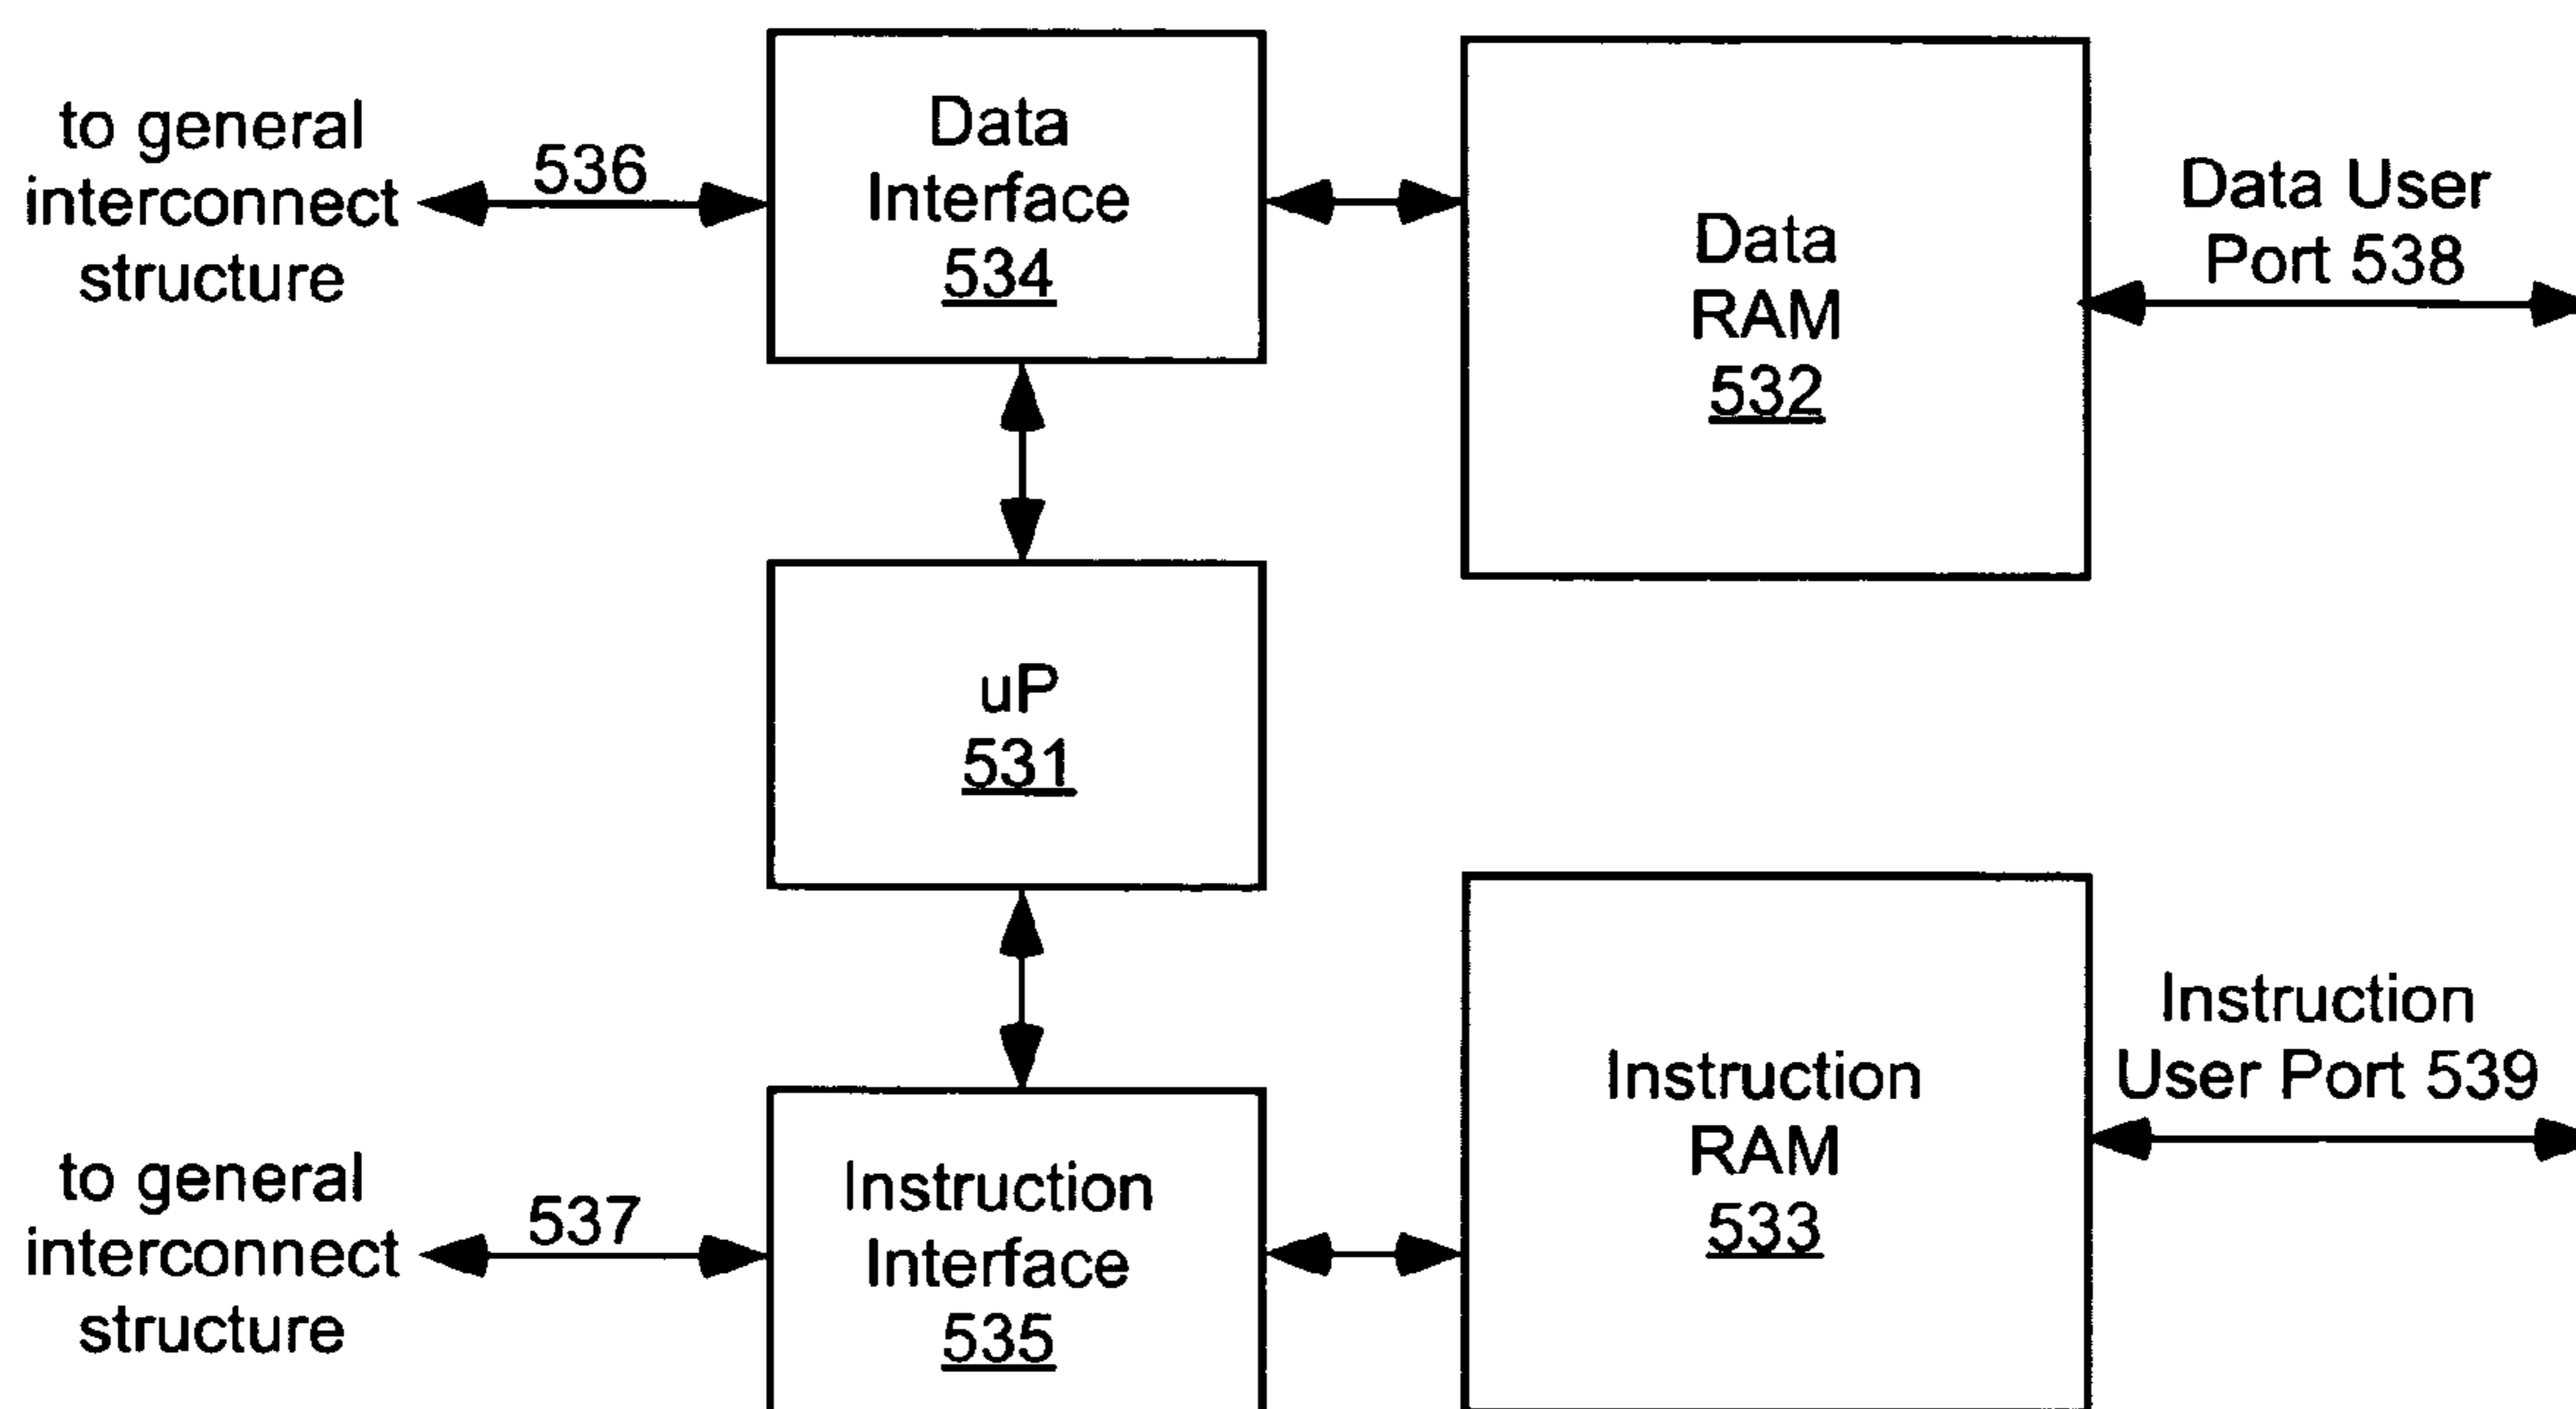 to general
interconnect
structure
536
Data
Interface
534
Data
RAM
532
Data User
Port 538
uP
531
to general
interconnect
structure
537
Instruction
Interface
535
Instruction
RAM
533
Instruction
User Port 539